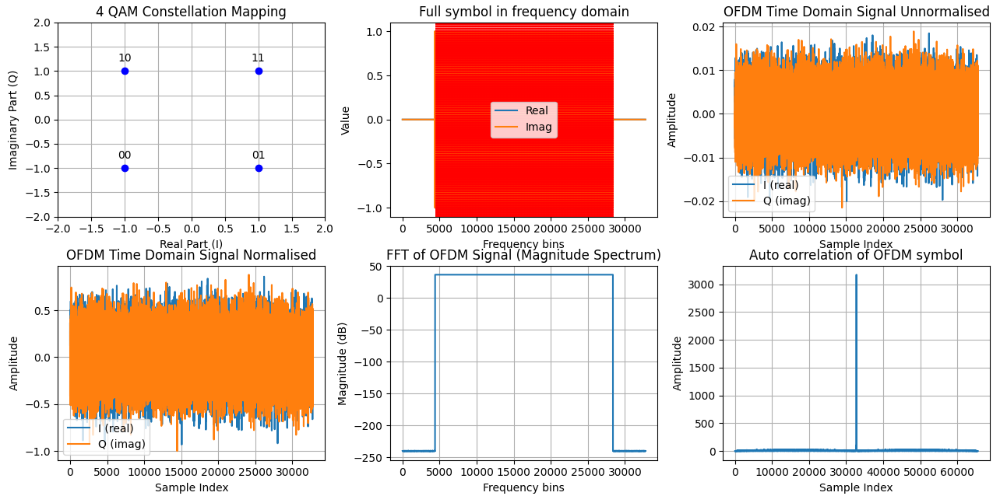 4 QAM Constellation Mapping
2.0
1.5
1.0
0.5
0.0
−0.5
−1.0
−1.5
−2.0
Imaginary Part (Q)
10
11
00
01
−2.0 −1.5 −1.0 −0.5 0.0 0.5 1.0 1.5 2.0
Real Part (I)
Full symbol in frequency domain
1.0
0.5
0.0
−0.5
−1.0
Value
Real
Imag
0 5000 10000 15000 20000 25000 30000
Frequency bins
OFDM Time Domain Signal Unnormalised
0.02
0.01
0.00
−0.01
−0.02
Amplitude
I (real)
Q (imag)
0 5000 10000 15000 20000 25000 30000
Sample Index
OFDM Time Domain Signal Normalised
0.5
0.0
−0.5
−1.0
Amplitude
I (real)
Q (imag)
0 5000 10000 15000 20000 25000 30000
Sample Index
FFT of OFDM Signal (Magnitude Spectrum)
50
0
−50
−100
−150
−200
−250
Magnitude (dB)
0 5000 10000 15000 20000 25000 30000
Frequency bins
Auto correlation of OFDM symbol
3000
2500
2000
1500
1000
500
0
Amplitude
0 10000 20000 30000 40000 50000 60000
Sample Index